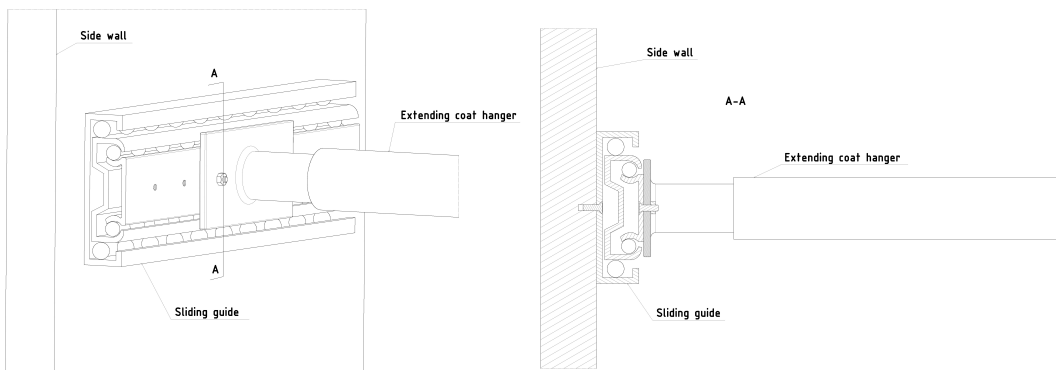 Side wall
A
Extending coat hanger
A
Sliding guide
Side wall
A-A
Extending coat hanger
Sliding guide